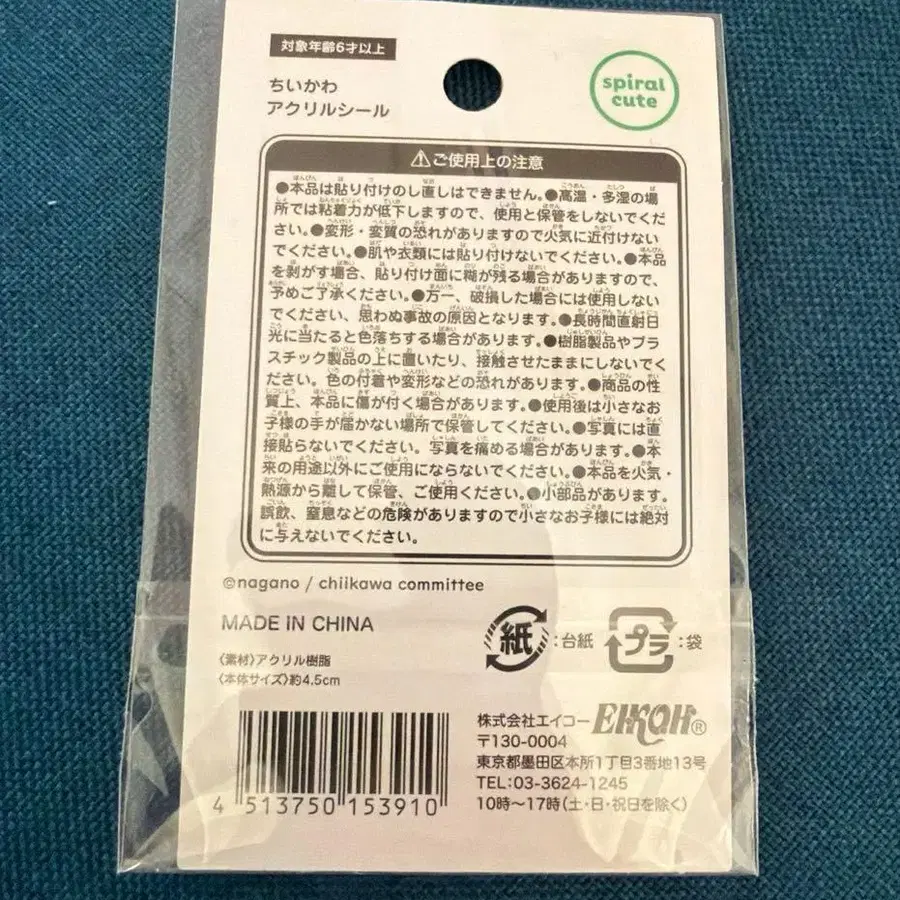 対象年齢6才以上
ちいかわ
アクリルシール
spiral
cute
⚠ご使用上の注意
●本品は貼り付けのし直しはできません。●高温・多湿の場
所では粘着力が低下しますので、使用と保管をしないでくだ
さい。●変形・変質の恐れがありますので火気に近付けない
でください。●肌や衣類には貼り付けないでください。●本品
を剥がす場合、貼り付け面に糊が残る場合がありますので、
予めご了承ください。●万一、破損した場合には使用しない
でください、思わぬ事故の原因となります。●長時間直射日
光に当たると色落ちする場合があります。●樹脂製品やプラ
スチック製品の上に置いたり、接触させたままにしないでく
ださい。色の付着や変形などの恐れがあります。●商品の性
質上、本品に傷が付く場合があります。●使用後は小さなお
子様の手が届かない場所で保管してください。●写真には直
接貼らないでください。写真を痛める場合があります。●本
来の用途以外にご使用にならないでください。●本品を火気・
熱源から離して保管、ご使用ください。●小部品があります。
誤飲、窒息などの危険がありますので小さなお子様には絶対
に与えないでください。
©nagano / chiikawa committee
MADE IN CHINA
紙:台紙 プラ:袋
〈素材〉アクリル樹脂
〈本体サイズ〉約4.5cm
株式会社エイコー EIKOH®
〒130-0004
東京都墨田区本所1丁目3番地13号
TEL:03-3624-1245
10時～17時(土・日・祝日を除く)
4 513750 153910